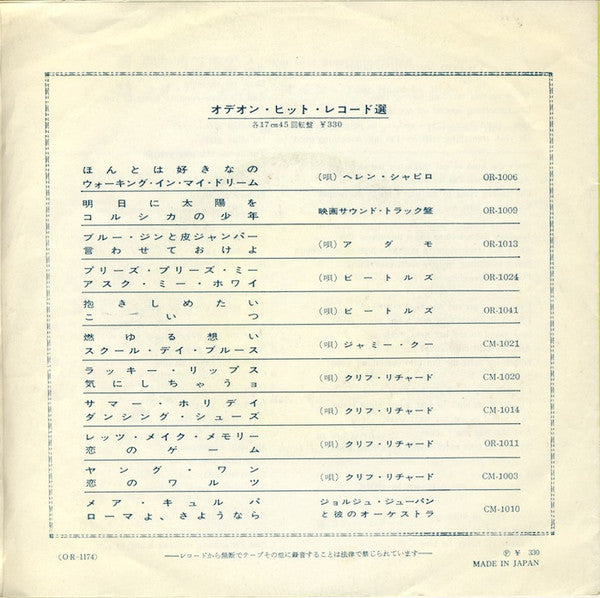 オデオン・ヒット・レコード選
各17㎝45回転盤 ¥330
ほんとは好きなの
ウォーキング・イン・マイ・ドリーム
(唄) ヘレン・シャピロ
OR-1006
明日に太陽を
コルシカの少年
映画サウンド・トラック盤
OR-1009
ブルー・ジンと皮ジャンパー
言わせておけよ
(唄) アダモ
OR-1013
プリーズ・プリーズ・ミー
アスク・ミー・ホワイ
(唄) ビートルズ
OR-1024
抱きしめたい
こいつ
(唄) ビートルズ
OR-1041
燃ゆる想い
スクール・デイ・ブルース
(唄) ジャミー・クー
CM-1021
ラッキー・リップス
気にしちゃうヨ
(唄) クリフ・リチャード
CM-1020
サマー・ホリデイ
ダンシング・シューズ
(唄) クリフ・リチャード
CM-1014
レッツ・メイク・メモリー
恋のゲーム
(唄) クリフ・リチャード
OR-1011
ヤング・ワン
恋のワルツ
(唄) クリフ・リチャード
CM-1003
メア・キュルパ
ローマよ、さようなら
ジョルジュ・ジューバン
と彼のオーケストラ
CM-1010
(OR-1174)
――レコードから無断でテープその他に録音することは法律で禁じられています――
Ⓟ ¥ 330
MADE IN JAPAN